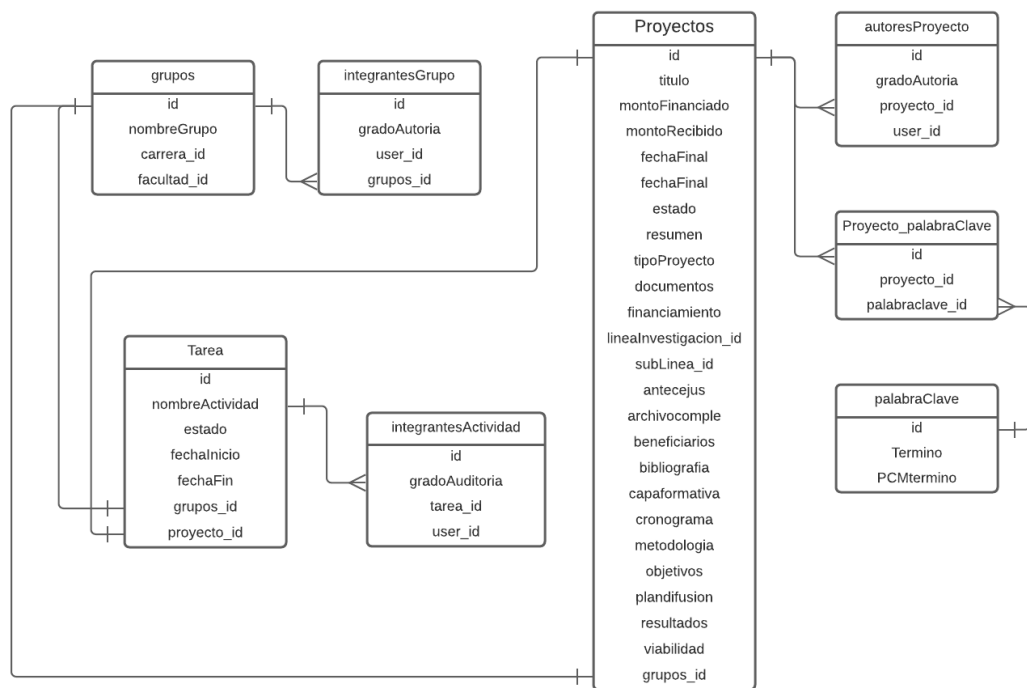 grupos
id
nombreGrupo
carrera_id
facultad_id
integrantesGrupo
id
gradoAutoria
user_id
grupos_id
Tarea
id
nombreActividad
estado
fechaInicio
fechaFin
grupos_id
proyecto_id
integrantesActividad
id
gradoAuditoria
tarea_id
user_id
Proyectos
id
titulo
montoFinanciado
montoRecibido
fechaFinal
fechaFinal
estado
resumen
tipoProyecto
documentos
financiamiento
lineaInvestigacion_id
subLinea_id
antecejus
archivocomple
beneficiarios
bibliografia
capaformativa
cronograma
metodologia
objetivos
plandifusion
resultados
viabilidad
grupos_id
autoresProyecto
id
gradoAutoria
proyecto_id
user_id
Proyecto_palabraClave
id
proyecto_id
palabraclave_id
palabraClave
id
Termino
PCMtermino